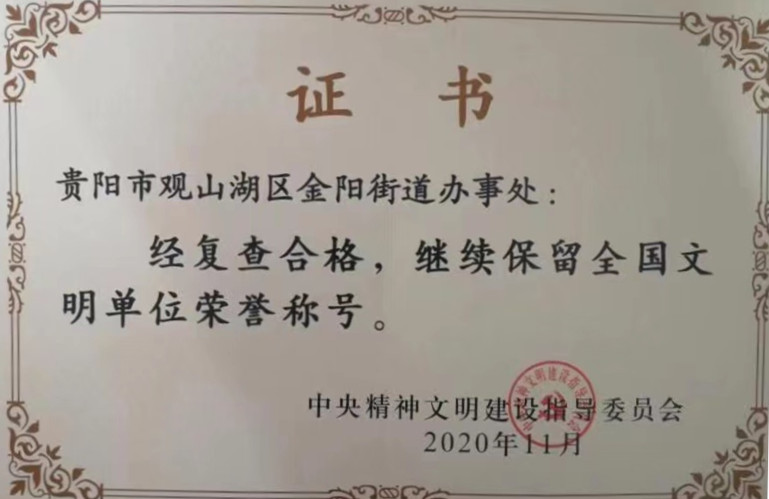 证 书
贵阳市观山湖区金阳街道办事处：
经复查合格，继续保留全国文
明单位荣誉称号。
中央精神文明建设指导委员会
2020年11月